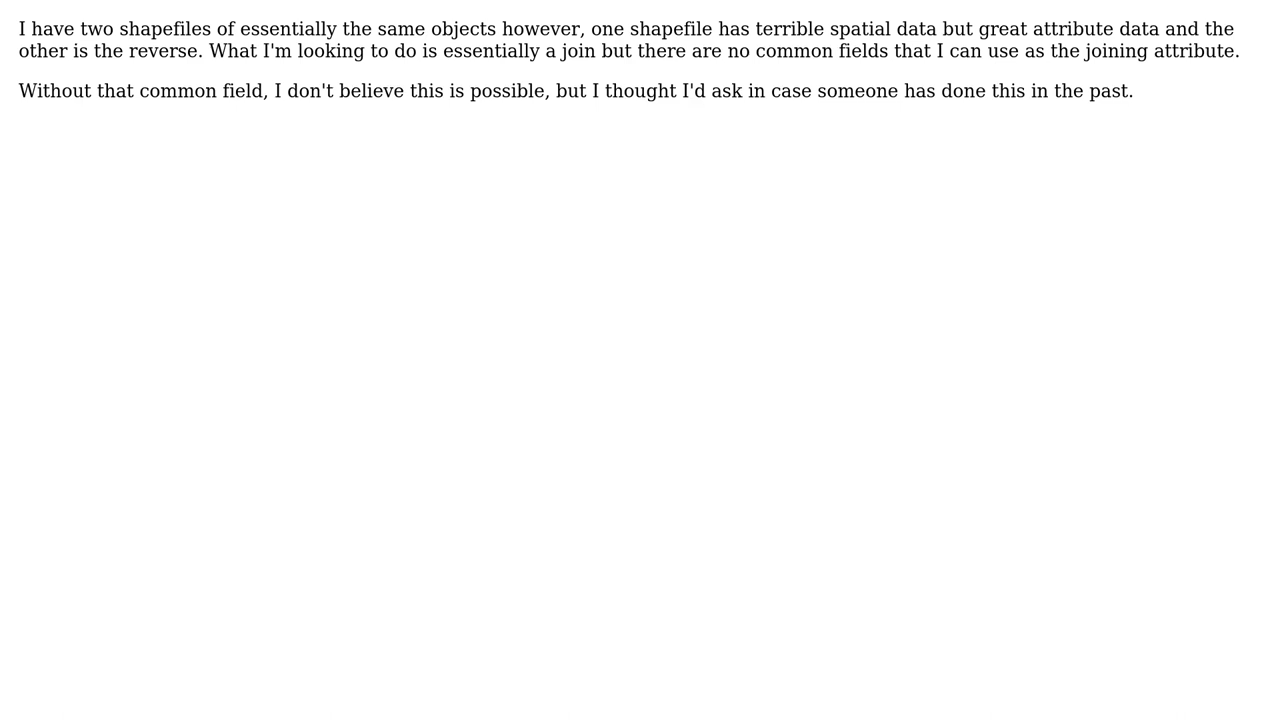 I have two shapefiles of essentially the same objects however, one shapefile has terrible spatial data but great attribute data and the
other is the reverse. What I'm looking to do is essentially a join but there are no common fields that I can use as the joining attribute.
Without that common field, I don't believe this is possible, but I thought I'd ask in case someone has done this in the past.